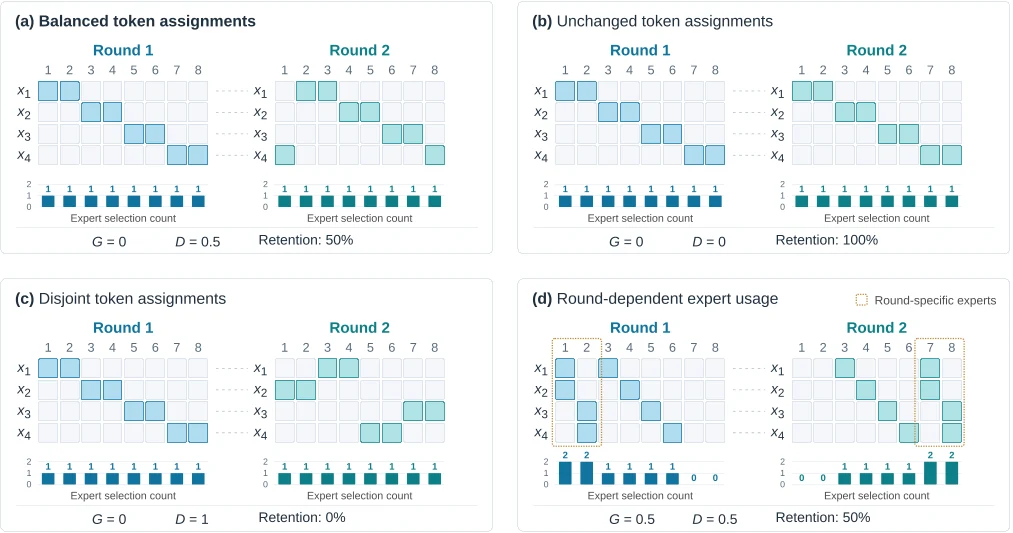 (a) Balanced token assignments
Round 1
Round 2
1 2 3 4 5 6 7 8
1 2 3 4 5 6 7 8
x1
x2
x3
x4
x1
x2
x3
x4
2
1
0
1 1 1 1 1 1 1 1
2
1
0
1 1 1 1 1 1 1 1
Expert selection count
Expert selection count
G = 0
D = 0.5
Retention: 50%
(b) Unchanged token assignments
Round 1
Round 2
1 2 3 4 5 6 7 8
1 2 3 4 5 6 7 8
x1
x2
x3
x4
x1
x2
x3
x4
2
1
0
1 1 1 1 1 1 1 1
2
1
0
1 1 1 1 1 1 1 1
Expert selection count
Expert selection count
G = 0
D = 0
Retention: 100%
(c) Disjoint token assignments
Round 1
Round 2
1 2 3 4 5 6 7 8
1 2 3 4 5 6 7 8
x1
x2
x3
x4
x1
x2
x3
x4
2
1
0
1 1 1 1 1 1 1 1
2
1
0
1 1 1 1 1 1 1 1
Expert selection count
Expert selection count
G = 0
D = 1
Retention: 0%
(d) Round-dependent expert usage
Round-specific experts
Round 1
Round 2
1 2 3 4 5 6 7 8
1 2 3 4 5 6 7 8
x1
x2
x3
x4
x1
x2
x3
x4
2
1
0
2 2 1 1 1 1 0 0
2
1
0
0 0 1 1 1 1 2 2
Expert selection count
Expert selection count
G = 0.5
D = 0.5
Retention: 50%